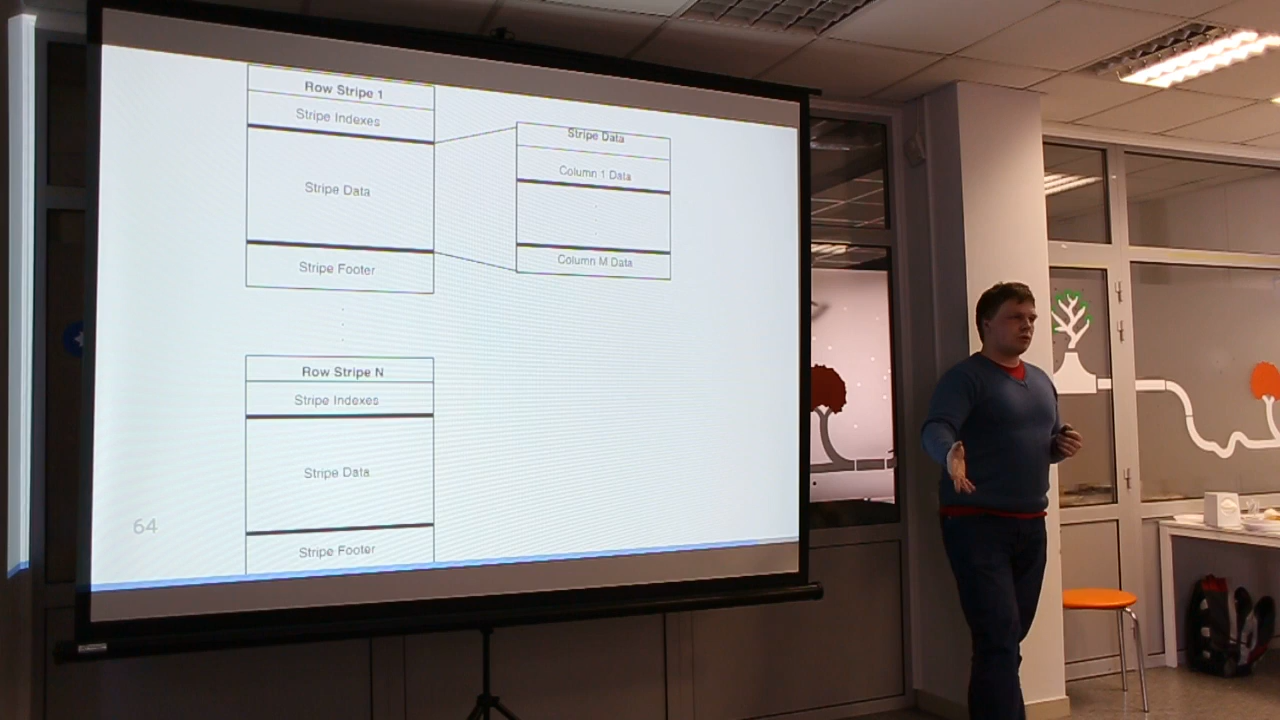 Row Stripe 1
Stripe Indexes
Stripe Data
Stripe Footer
Stripe Data
Column 1 Data
Column M Data
Row Stripe N
Stripe Indexes
Stripe Data
Stripe Footer
64